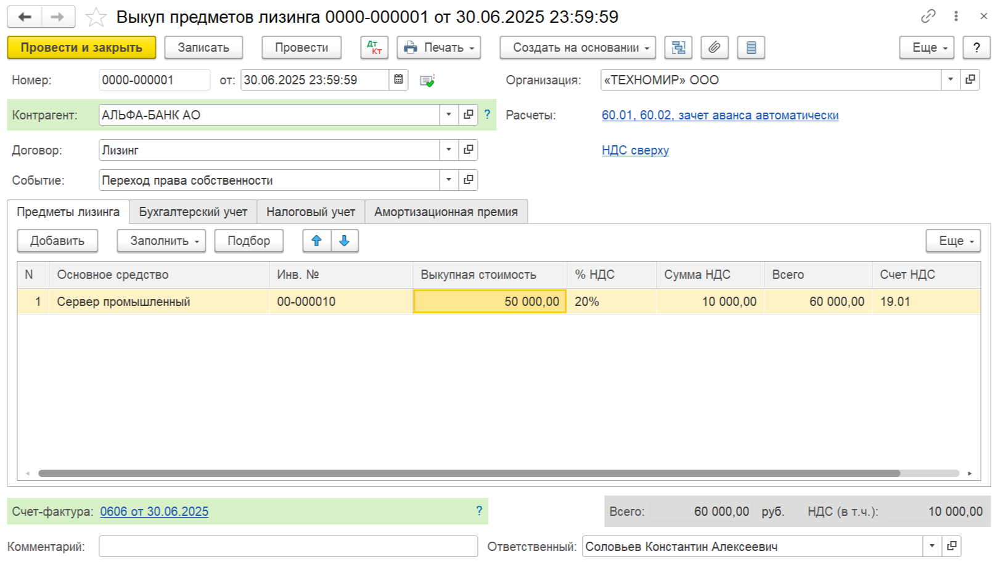 Выкуп предметов лизинга 0000-000001 от 30.06.2025 23:59:59
Провести и закрыть Записать Провести Дт Кт Печать Создать на основании Еще ?
Номер: 0000-000001 от: 30.06.2025 23:59:59 Организация: «ТЕХНОМИР» ООО
Контрагент: АЛЬФА-БАНК АО ? Расчеты: 60.01, 60.02, зачет аванса автоматически
Договор: Лизинг НДС сверху
Событие: Переход права собственности
Предметы лизинга Бухгалтерский учет Налоговый учет Амортизационная премия
Добавить Заполнить Подбор Еще
N Основное средство Инв. № Выкупная стоимость % НДС Сумма НДС Всего Счет НДС
1 Сервер промышленный 00-000010 50 000,00 20% 10 000,00 60 000,00 19.01
Счет-фактура: 0606 от 30.06.2025 ? Всего: 60 000,00 руб. НДС (в т.ч.): 10 000,00
Комментарий: Ответственный: Соловьев Константин Алексеевич